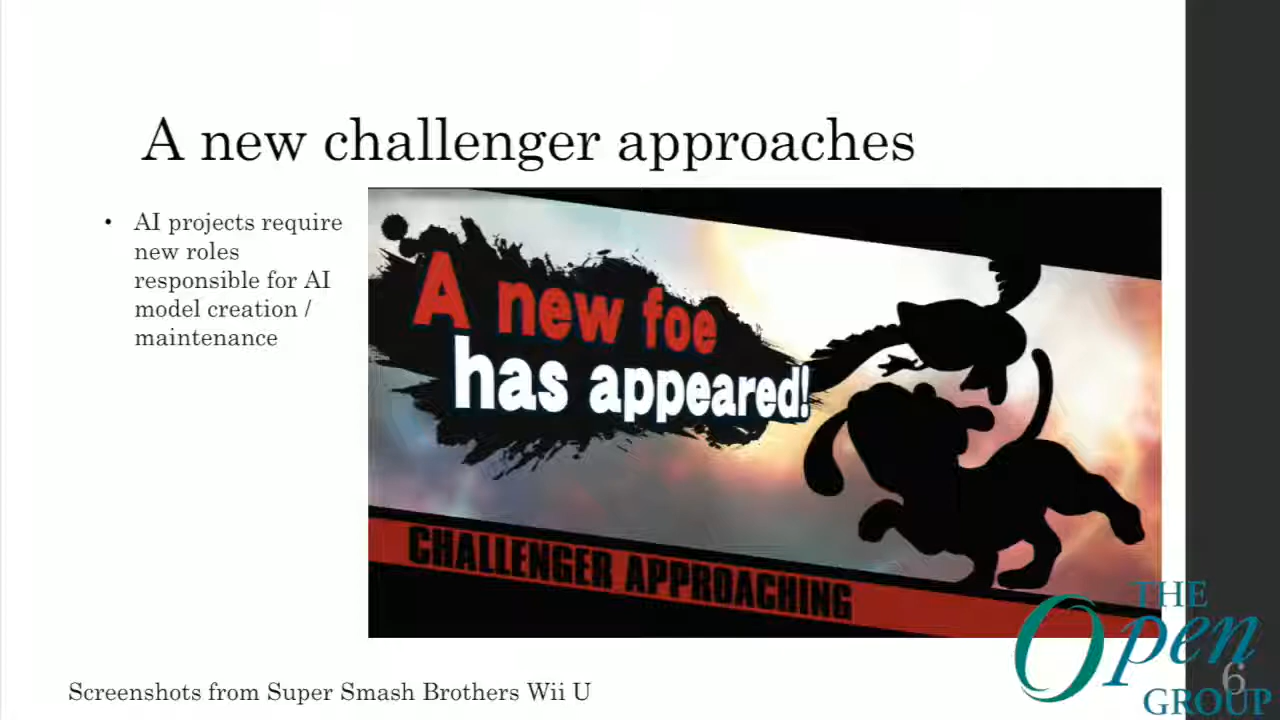 A new challenger approaches
• AI projects require
new roles
responsible for AI
model creation /
maintenance
A new foe
has appeared!
CHALLENGER APPROACHING
Screenshots from Super Smash Brothers Wii U
THE
Open
GROUP
6